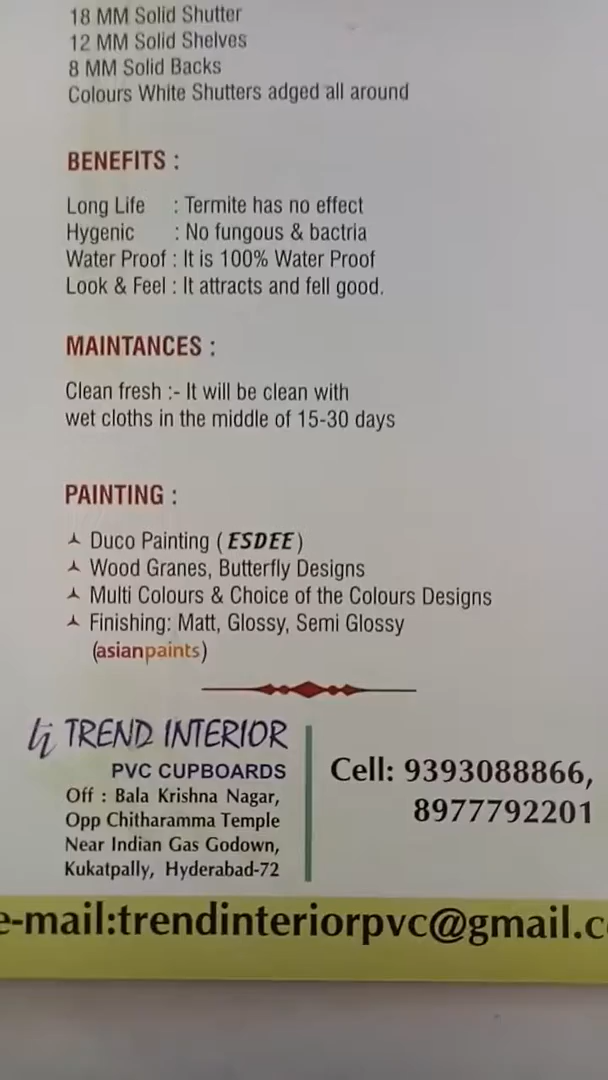 18 MM Solid Shutter
12 MM Solid Shelves
8 MM Solid Backs
Colours White Shutters adged all around
BENEFITS :
Long Life : Termite has no effect
Hygenic : No fungous & bactria
Water Proof : It is 100% Water Proof
Look & Feel : It attracts and fell good.
MAINTANCES :
Clean fresh :- It will be clean with
wet cloths in the middle of 15-30 days
PAINTING :
Duco Painting (ESDEE)
Wood Granes, Butterfly Designs
Multi Colours & Choice of the Colours Designs
Finishing: Matt, Glossy, Semi Glossy
(asianpaints)
ti TREND INTERIOR
PVC CUPBOARDS
Off : Bala Krishna Nagar,
Opp Chitharamma Temple
Near Indian Gas Godown,
Kukatpally, Hyderabad-72
Cell: 9393088866,
8977792201
e-mail:trendinteriorpvc@gmail.c